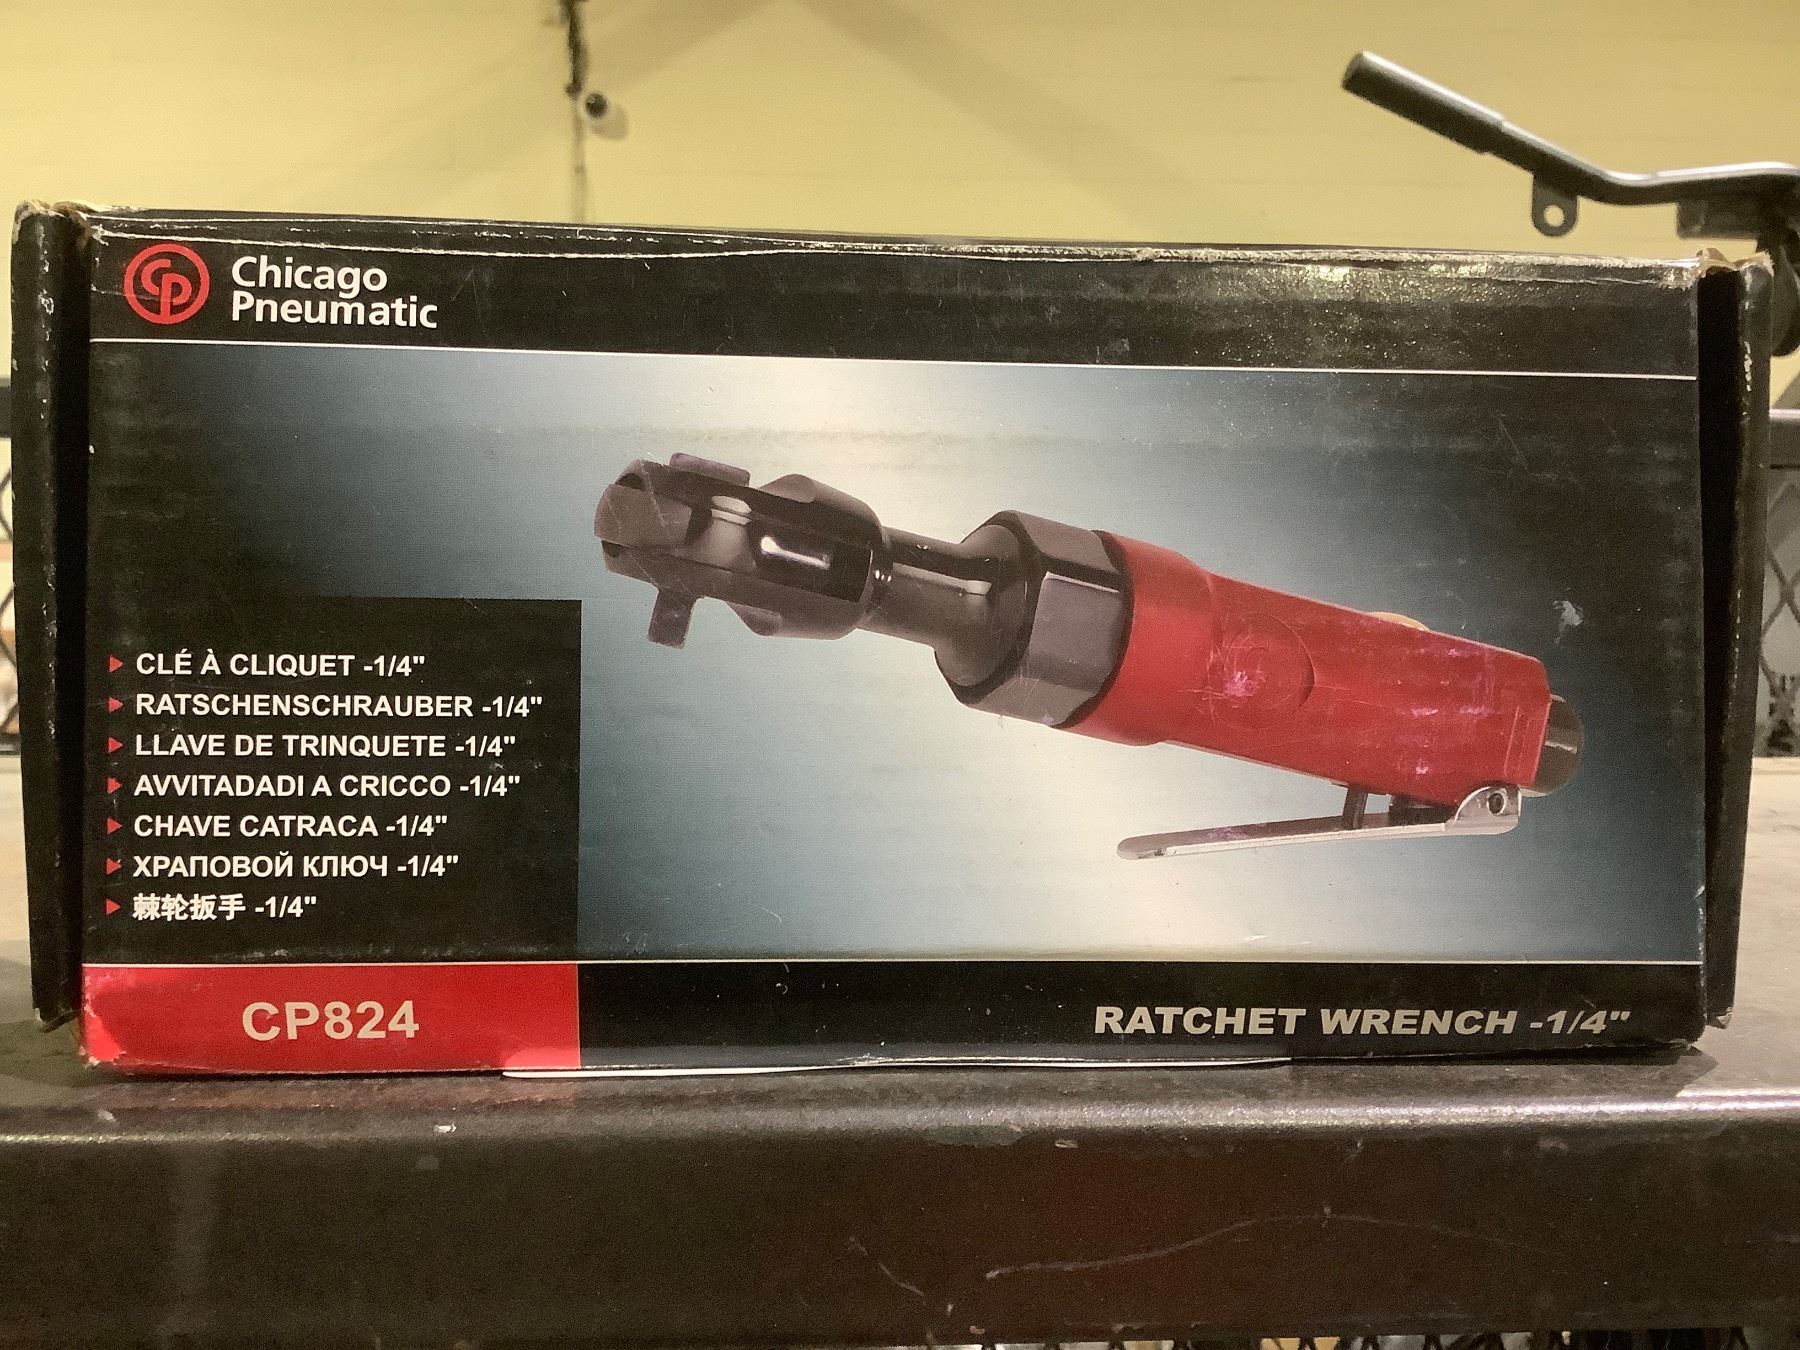 CP Chicago
Pneumatic
CLÉ À CLIQUET -1/4"
RATSCHENSCHRAUBER -1/4"
LLAVE DE TRINQUETE -1/4"
AVVITADADI A CRICCO -1/4"
CHAVE CATRACA -1/4"
ХРАПОВОЙ КЛЮЧ -1/4"
棘轮扳手 -1/4"
CP824
RATCHET WRENCH -1/4"